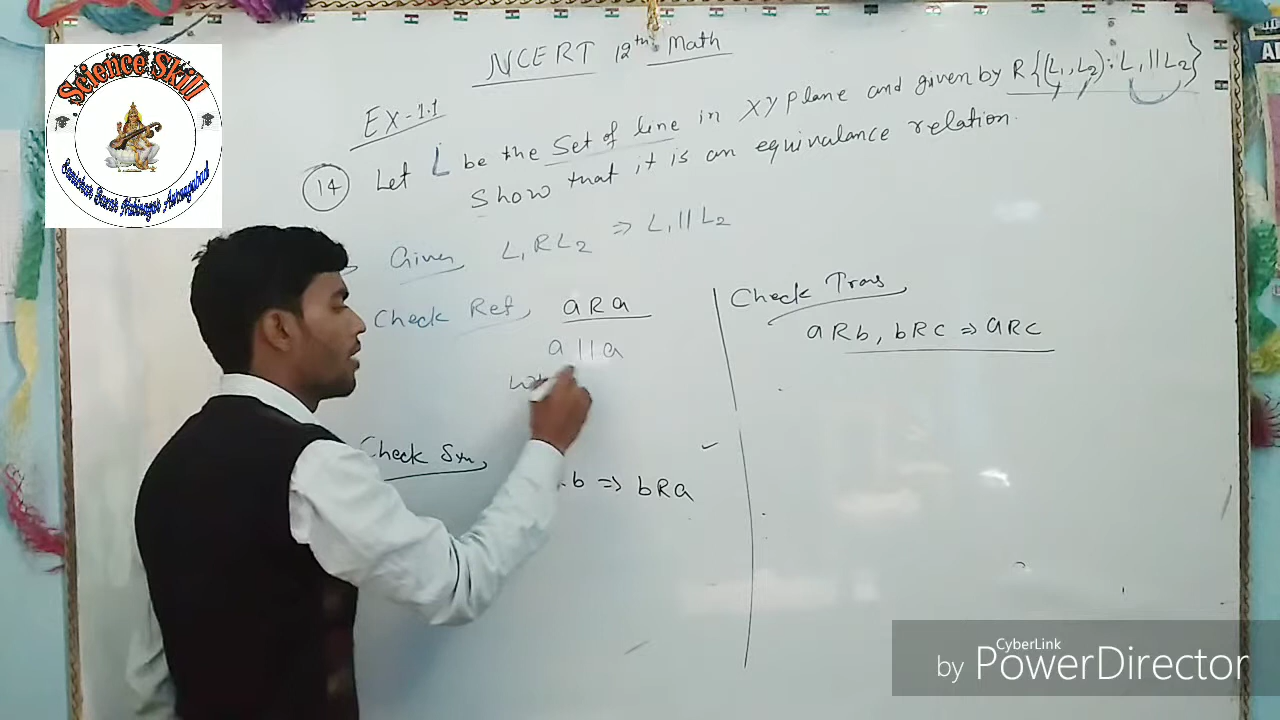 NCERT 12th Math
Ex-1.1
14 Let L be the Set of line in XY plane and given by R{(L1, L2): L1 || L2}
Show that it is an equivalance relation.
Given L1 R L2 => L1 || L2
Check Ref, aRa
a || a
Check Sym, b => bRa
Check Trans
aRb, bRc => aRc
Science Skill
CyberLink
by PowerDirector